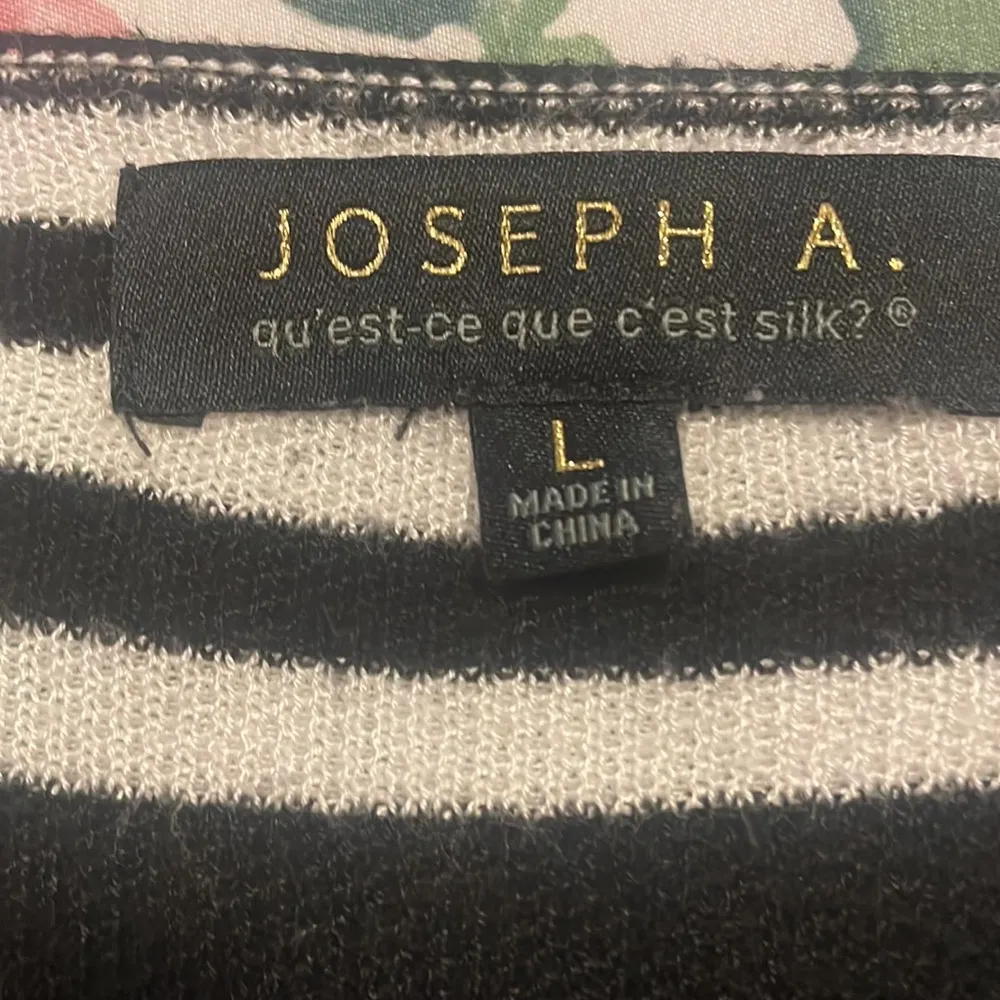 JOSEPH A.
qu'est-ce que c'est silk?®
L
MADE IN
CHINA